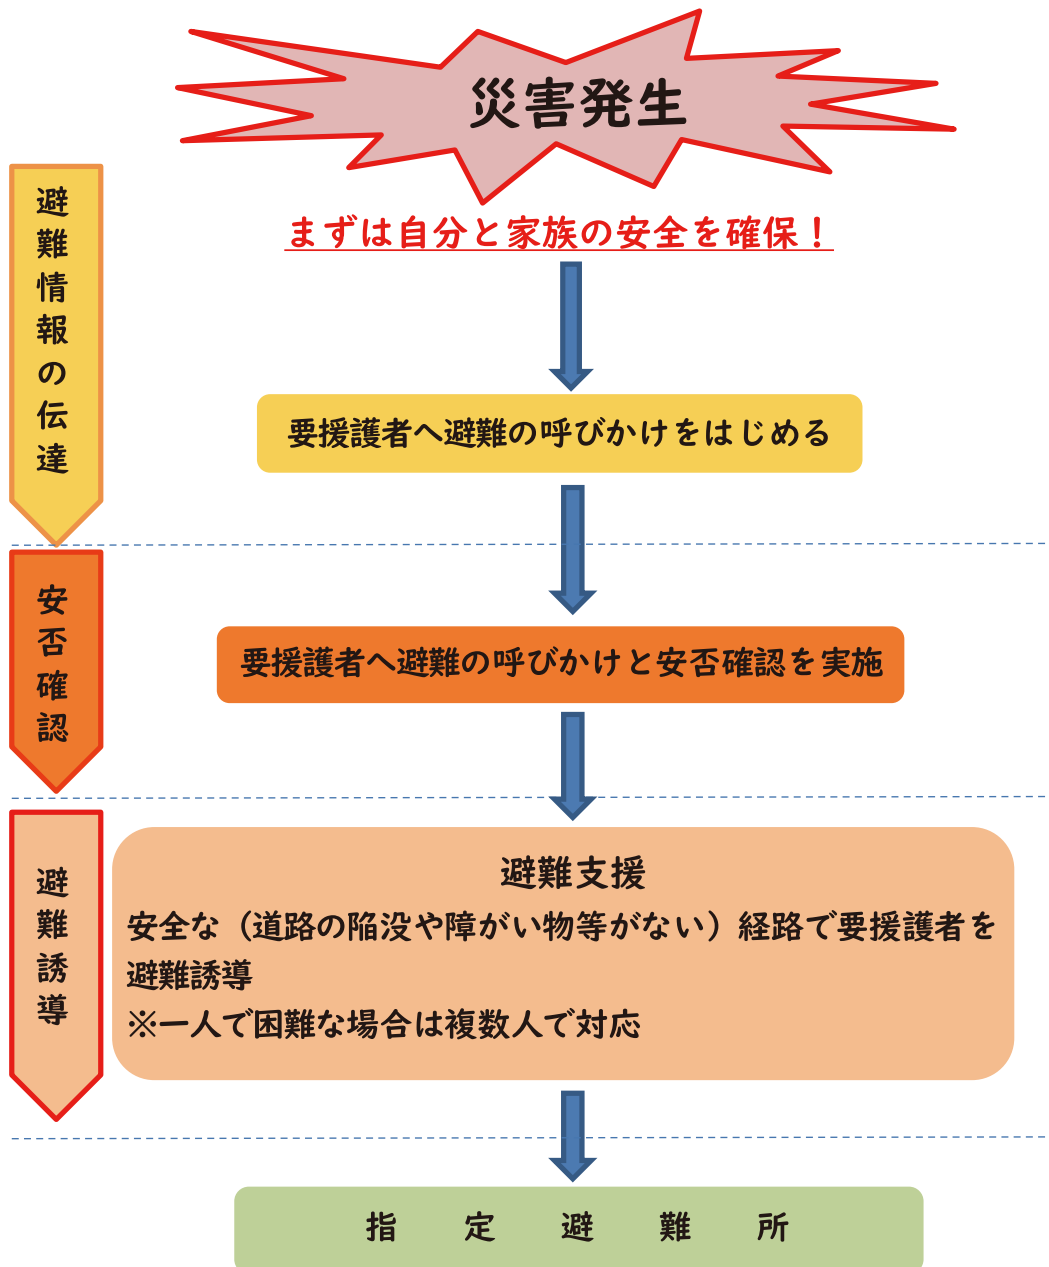 災害発生
まずは自分と家族の安全を確保！
避難情報の伝達
要援護者へ避難の呼びかけをはじめる
安否確認
要援護者へ避難の呼びかけと安否確認を実施
避難誘導
避難支援
安全な（道路の陥没や障がい物等がない）経路で要援護者を
避難誘導
※一人で困難な場合は複数人で対応
指定避難所